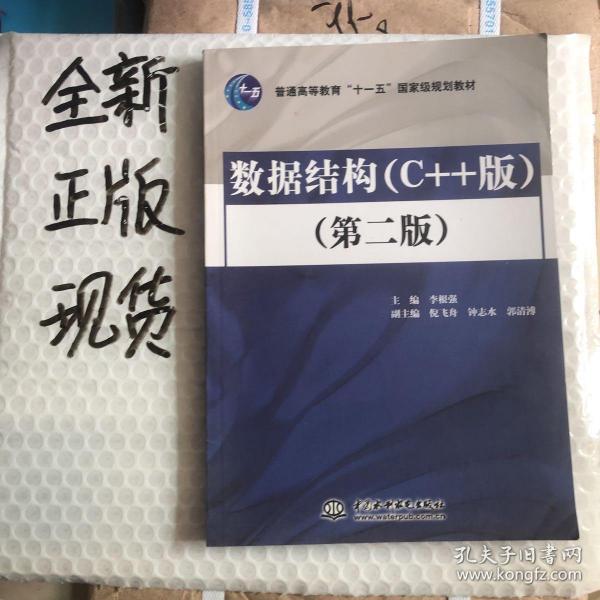 全新
正版
现货
十一五
普通高等教育“十一五”国家级规划教材
数据结构(C++版)
(第二版)
主 编 李根强
副主编 倪飞舟 钟志水 郭清溥
中国水利水电出版社
www.waterpub.com.cn
孔夫子旧书网
www.kongfz.com